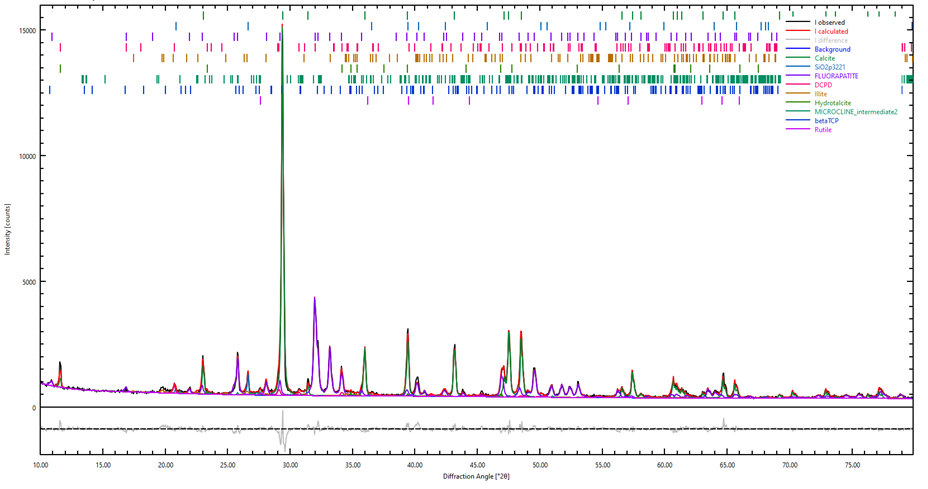 15000
10000
5000
0
Intensity [counts]
I observed
I calculated
I difference
Background
Calcite
SiO2p3221
FLUORAPATITE
DCPD
Illite
Hydrotalcite
MICROCLINE_intermediate2
betaTCP
Rutile
10.00 15.00 20.00 25.00 30.00 35.00 40.00 45.00 50.00 55.00 60.00 65.00 70.00 75.00
Diffraction Angle [°2θ]